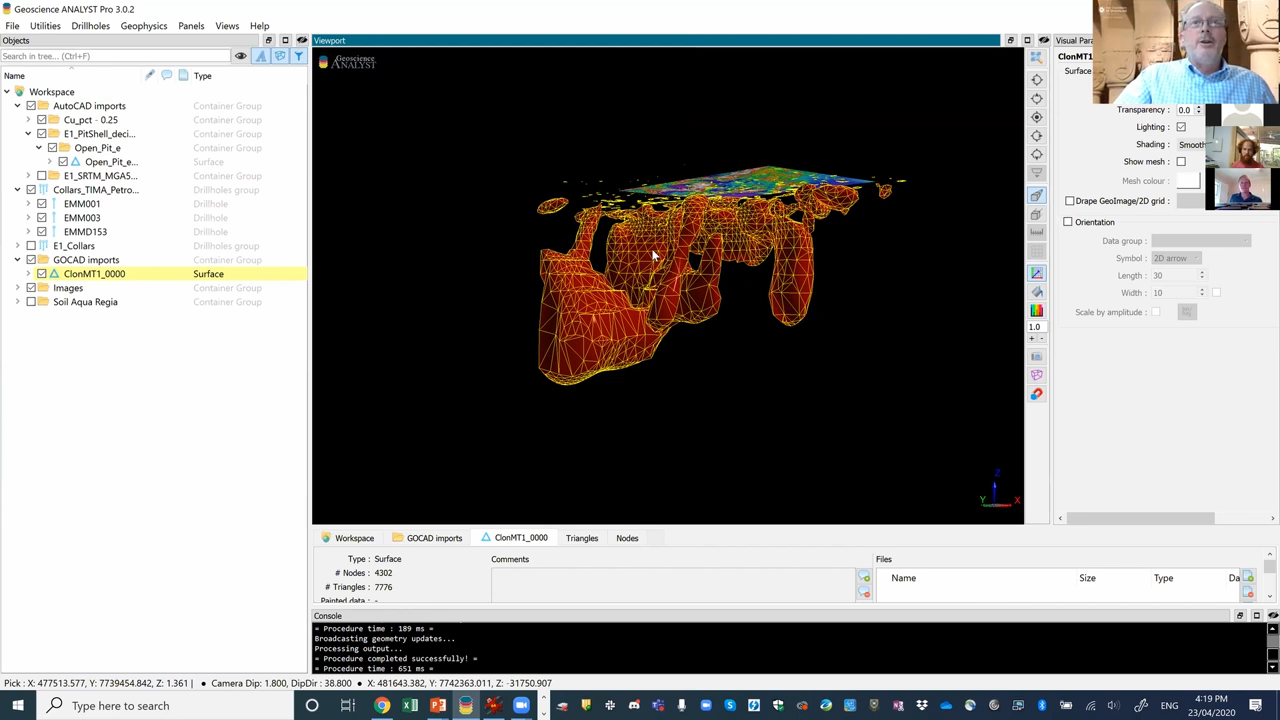 Geoscience ANALYST Pro 3.0.2
File Utilities Drillholes Geophysics Panels Views Help
Objects
Search in tree... (Ctrl+F)
Name Type
Workspace
AutoCAD imports Container Group
Cu_pct - 0.25 Container Group
E1_PitShell_deci... Container Group
Open_Pit_e Container Group
Open_Pit_e... Surface
E1_SRTM_MGA5... Container Group
Collars_TIMA_Petro... Drillholes group
EMM001 Drillhole
EMM003 Drillhole
EMMD153 Drillhole
E1_Collars Drillholes group
GOCAD imports Container Group
ClonMT1_0000 Surface
Images Container Group
Soil Aqua Regia Container Group
Viewport
Geoscience
ANALYST
Z
Y X
1.0
+ -
Visual Para
ClonMT1
Surface
Transparency : 0.0
Lighting :
Shading : Smooth
Show mesh :
Mesh colour :
Drape GeoImage/2D grid :
Orientation
Data group :
Symbol : 2D arrow
Length : 30
Width : 10
Scale by amplitude :
Workspace GOCAD imports ClonMT1_0000 Triangles Nodes
Type : Surface
# Nodes : 4302
# Triangles : 7776
Painted data : -
Comments
Files
Name Size Type Da
Console
= Procedure time : 189 ms =
Broadcasting geometry updates...
Processing output...
= Procedure completed successfully! =
= Procedure time : 651 ms =
Pick : X: 477513.577, Y: 7739454.842, Z: 1.361 | ● Camera Dip: 1.800, DipDir : 38.800 ● X: 481643.382, Y: 7742363.011, Z: -31750.907
Type here to search
4:19 PM
23/04/2020